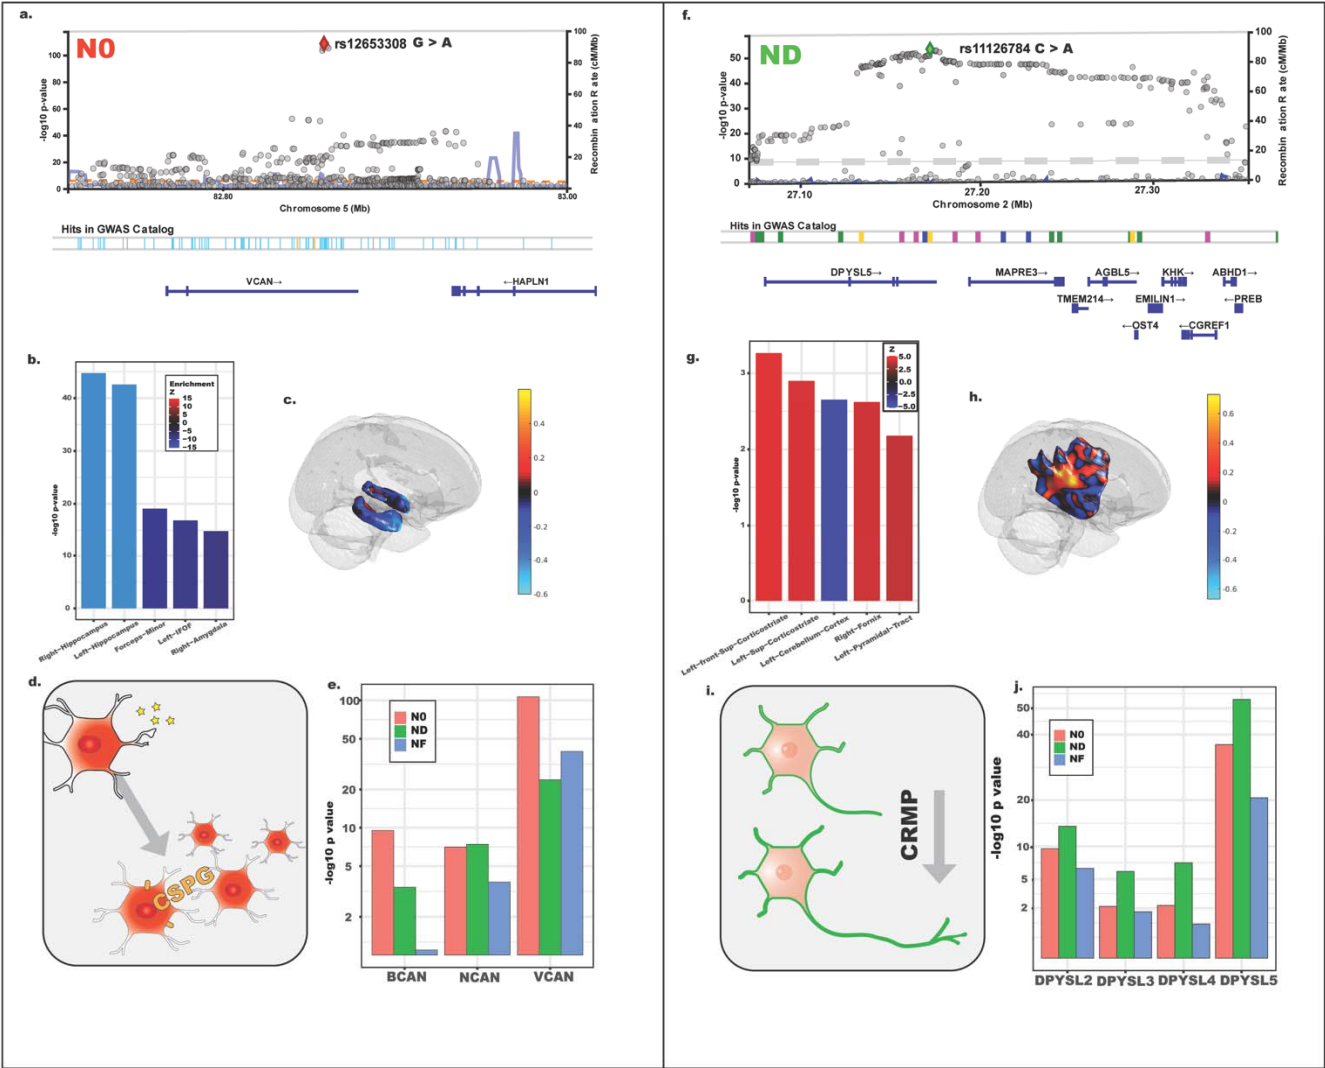 a.
N0
rs12653308 G > A
-log10 p-value
100
80
60
40
20
0
100
80
60
40
20
0
Recombin ation R ate (cM/Mb)
82.80
83.00
Chromosome 5 (Mb)
Hits in GWAS Catalog
VCAN→
←HAPLN1
b.
-log10 p-value
40
30
20
10
0
Enrichment
Z
15
10
5
0
−5
−10
−15
Right−Hippocampus
Left−Hippocampus
Forceps−Minor
Left−IFOF
Right−Amygdala
c.
0.4
0.2
0
-0.2
-0.4
-0.6
d.
CSPG
e.
-log10 p value
100
50
20
10
5
2
N0
ND
NF
BCAN
NCAN
VCAN
f.
ND
rs11126784 C > A
-log10 p-value
50
40
30
20
10
0
100
80
60
40
20
0
Recombin ation R ate (cM/Mb)
27.10
27.20
27.30
Chromosome 2 (Mb)
Hits in GWAS Catalog
DPYSL5→
MAPRE3→
AGBL5→
KHK→
ABHD1→
TMEM214→
EMILIN1→
←PREB
←OST4
←CGREF1
g.
-log10 p-value
3
2
1
0
Z
5.0
2.5
0.0
−2.5
−5.0
Left−front−Sup−Corticostriate
Left−Sup−Corticostriate
Left−Cerebellum−Cortex
Right−Fornix
Left−Pyramidal−Tract
h.
0.6
0.4
0.2
0
-0.2
-0.4
-0.6
i.
CRMP
j.
-log10 p value
50
40
20
10
5
2
N0
ND
NF
DPYSL2
DPYSL3
DPYSL4
DPYSL5